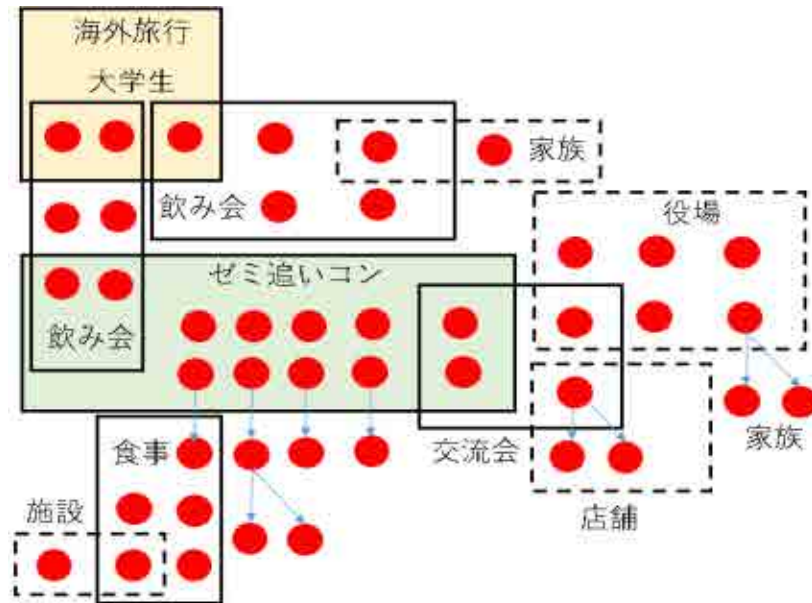 海外旅行
大学生
家族
飲み会
役場
ゼミ追いコン
飲み会
家族
食事
交流会
施設
店舗